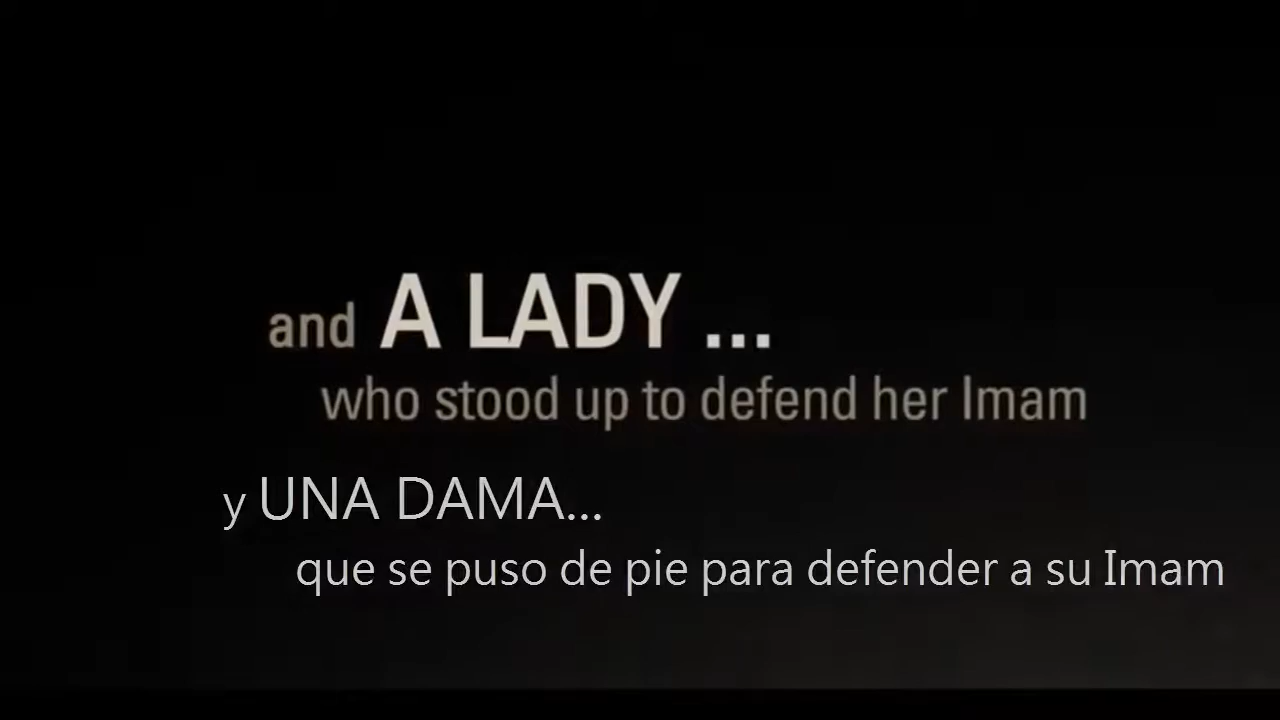 and A LADY ...
who stood up to defend her Imam
y UNA DAMA...
que se puso de pie para defender a su Imam